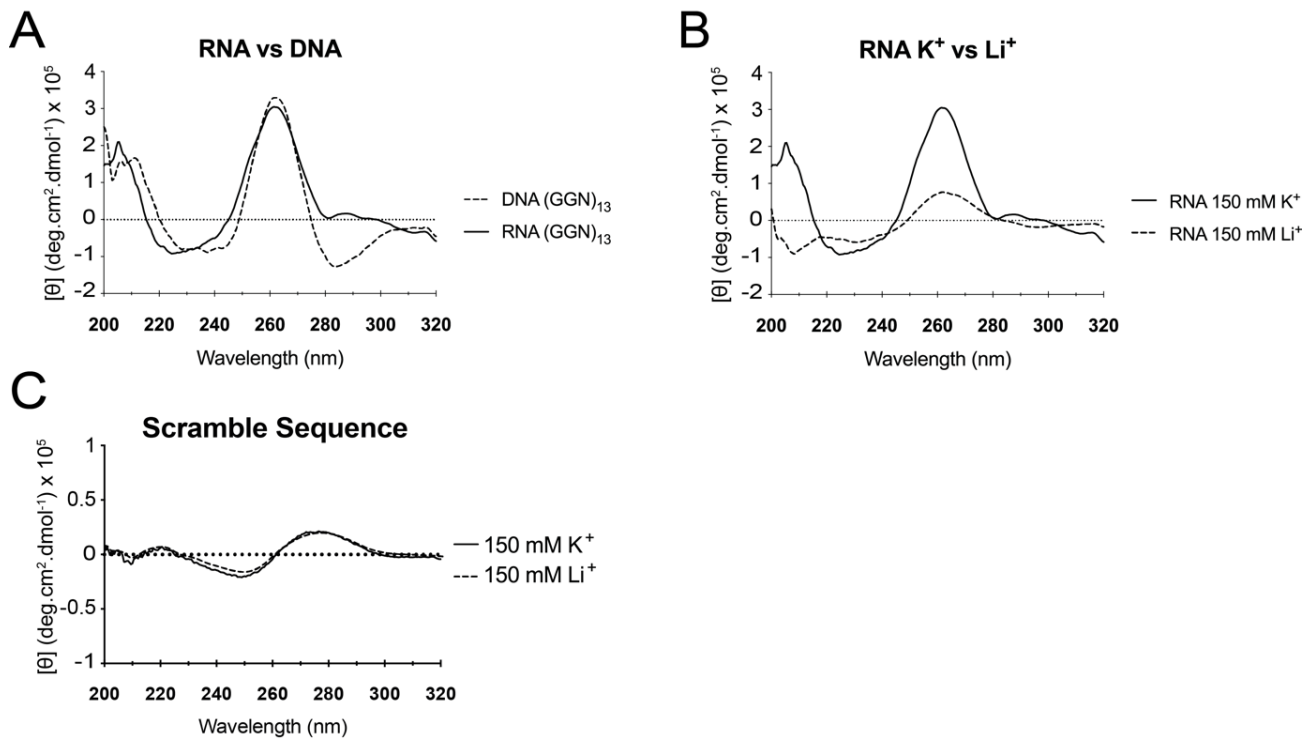 A
RNA vs DNA
[θ] (deg.cm².dmol⁻¹) x 10⁵
4
3
2
1
0
-1
-2
200 220 240 260 280 300 320
Wavelength (nm)
DNA (GGN)₁₃
RNA (GGN)₁₃
B
RNA K⁺ vs Li⁺
[θ] (deg.cm².dmol⁻¹) x 10⁵
4
3
2
1
0
-1
-2
200 220 240 260 280 300 320
Wavelength (nm)
RNA 150 mM K⁺
RNA 150 mM Li⁺
C
Scramble Sequence
[θ] (deg.cm².dmol⁻¹) x 10⁵
1
0.5
0
-0.5
-1
200 220 240 260 280 300 320
Wavelength (nm)
150 mM K⁺
150 mM Li⁺